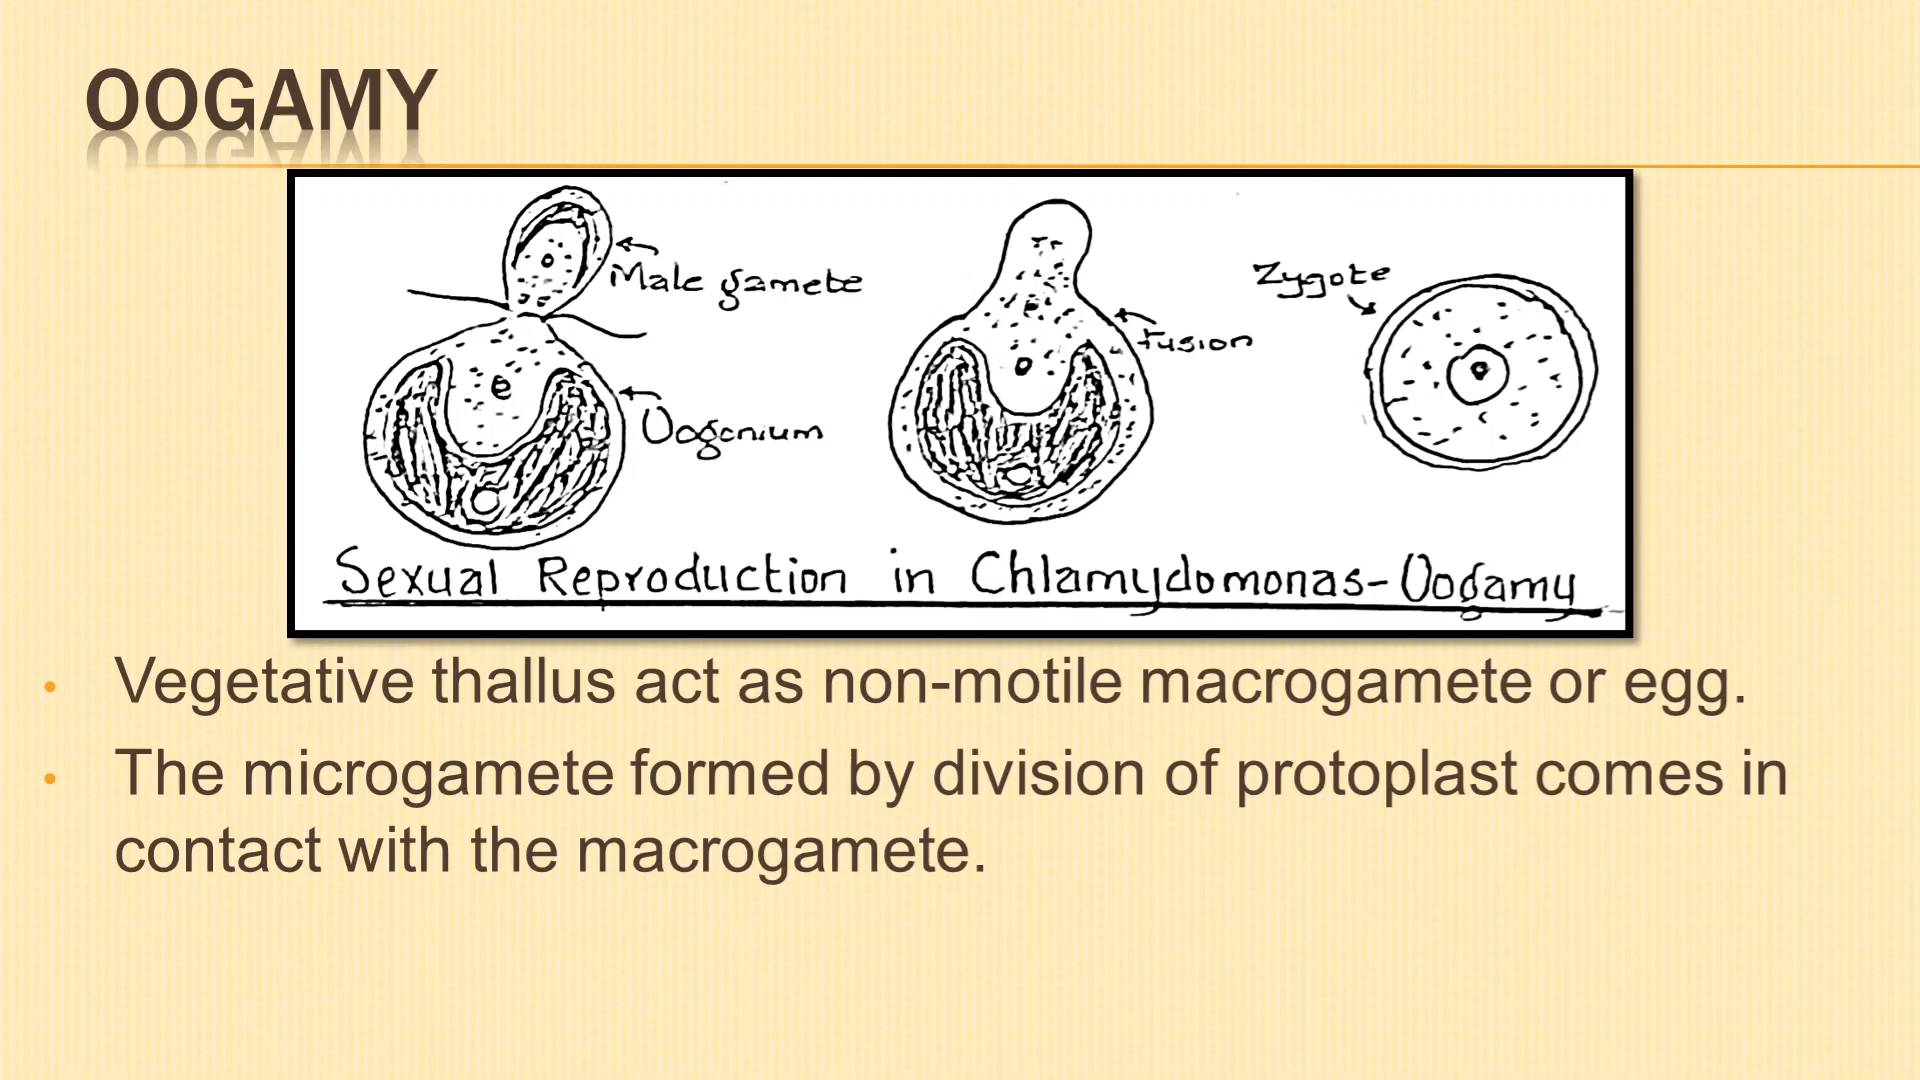 OOGAMY
Male gamete
Oogonium
fusion
Zygote
Sexual Reproduction in Chlamydomonas-Oogamy
• Vegetative thallus act as non-motile macrogamete or egg.
• The microgamete formed by division of protoplast comes in
contact with the macrogamete.